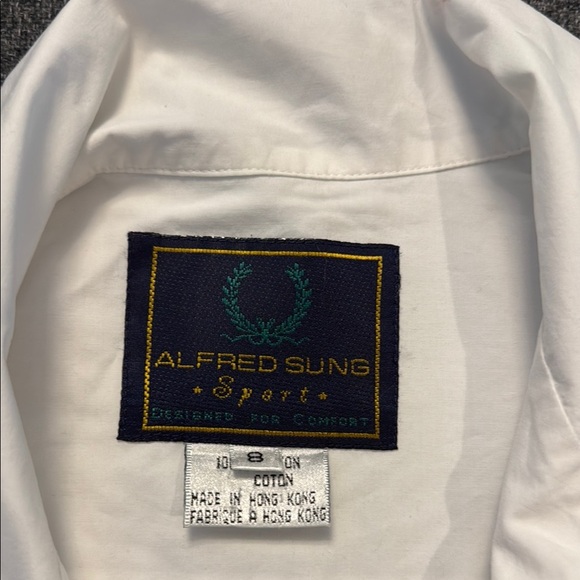 ALFRED SUNG
Sport
DESIGNED FOR COMFORT
8
10 ON
COTON
MADE IN HONG KONG
FABRIQUE A HONG KONG